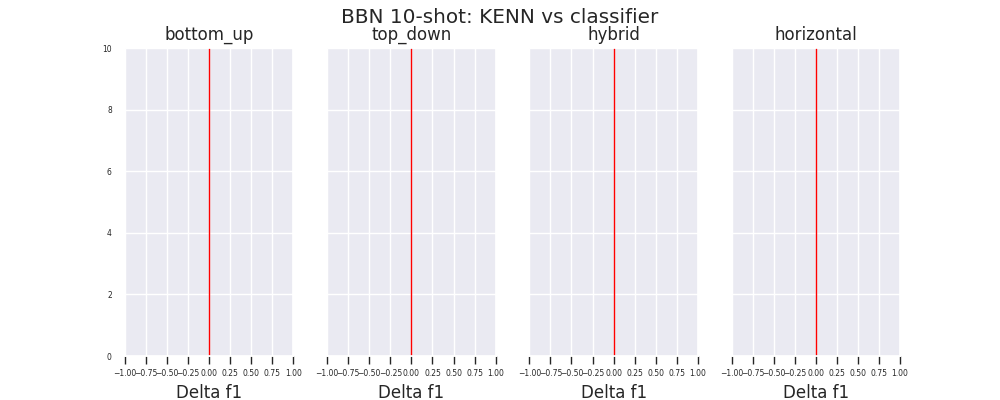 BBN 10-shot: KENN vs classifier
bottom_up top_down hybrid horizontal
10
8
6
4
2
0
−1.00 −0.75 −0.50 −0.25 0.00 0.25 0.50 0.75 1.00 −1.00 −0.75 −0.50 −0.25 0.00 0.25 0.50 0.75 1.00 −1.00 −0.75 −0.50 −0.25 0.00 0.25 0.50 0.75 1.00 −1.00 −0.75 −0.50 −0.25 0.00 0.25 0.50 0.75 1.00
Delta f1 Delta f1 Delta f1 Delta f1